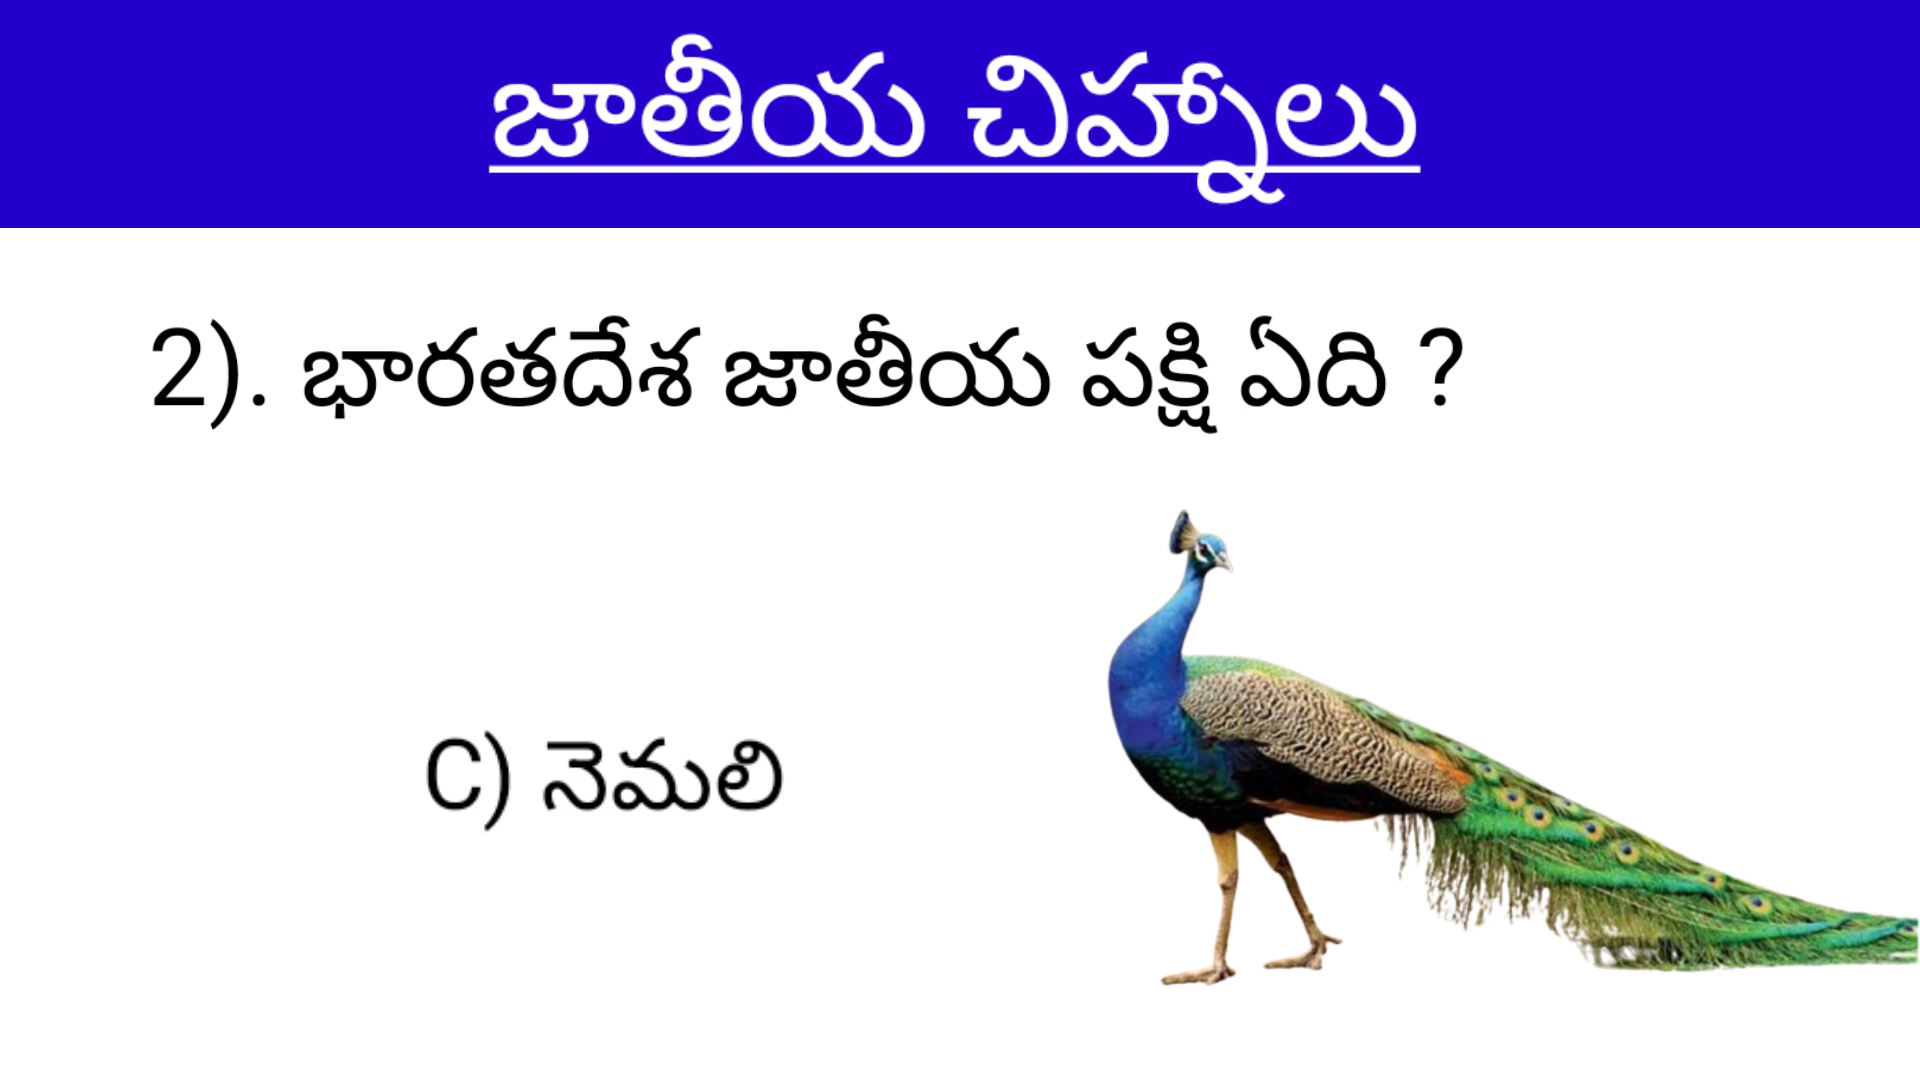 జాతీయ చిహ్నాలు
2). భారతదేశ జాతీయ పక్షి ఏది ?
C) నెమలి